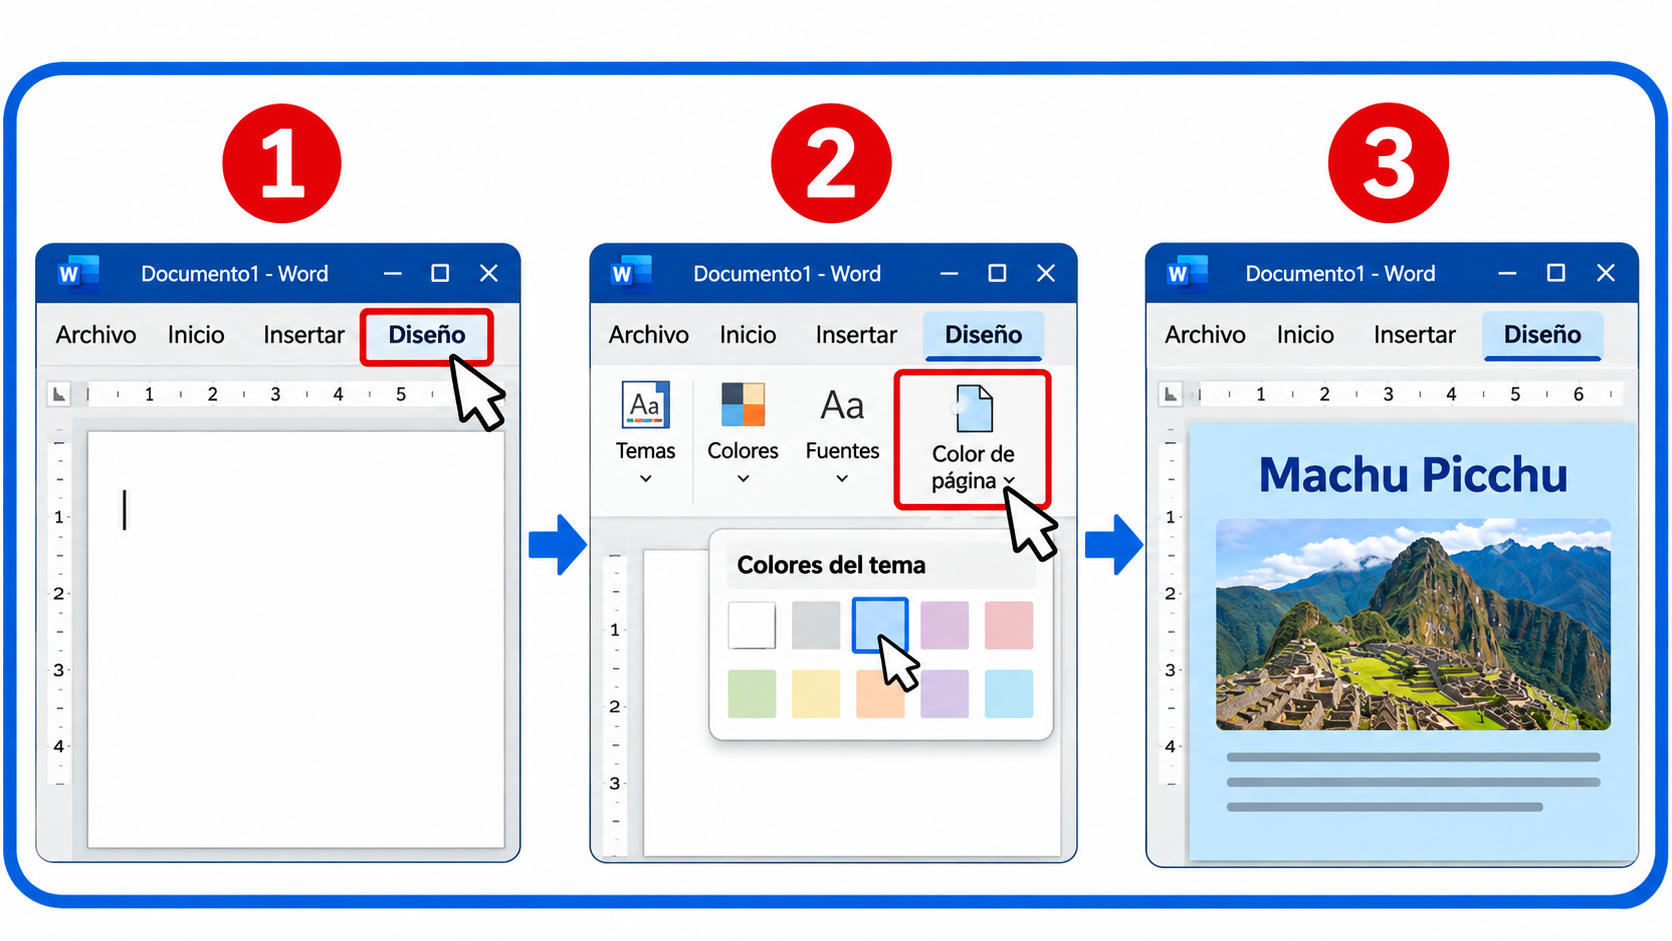 1
2
3
W
Documento1 - Word
Archivo
Inicio
Insertar
Diseño
1
2
3
4
5
1
2
3
4
W
Documento1 - Word
Archivo
Inicio
Insertar
Diseño
Aa
Temas
Colores
Aa
Fuentes
Color de
página
Colores del tema
1
2
3
W
Documento1 - Word
Archivo
Inicio
Insertar
Diseño
1
2
3
4
5
6
1
2
3
4
Machu Picchu